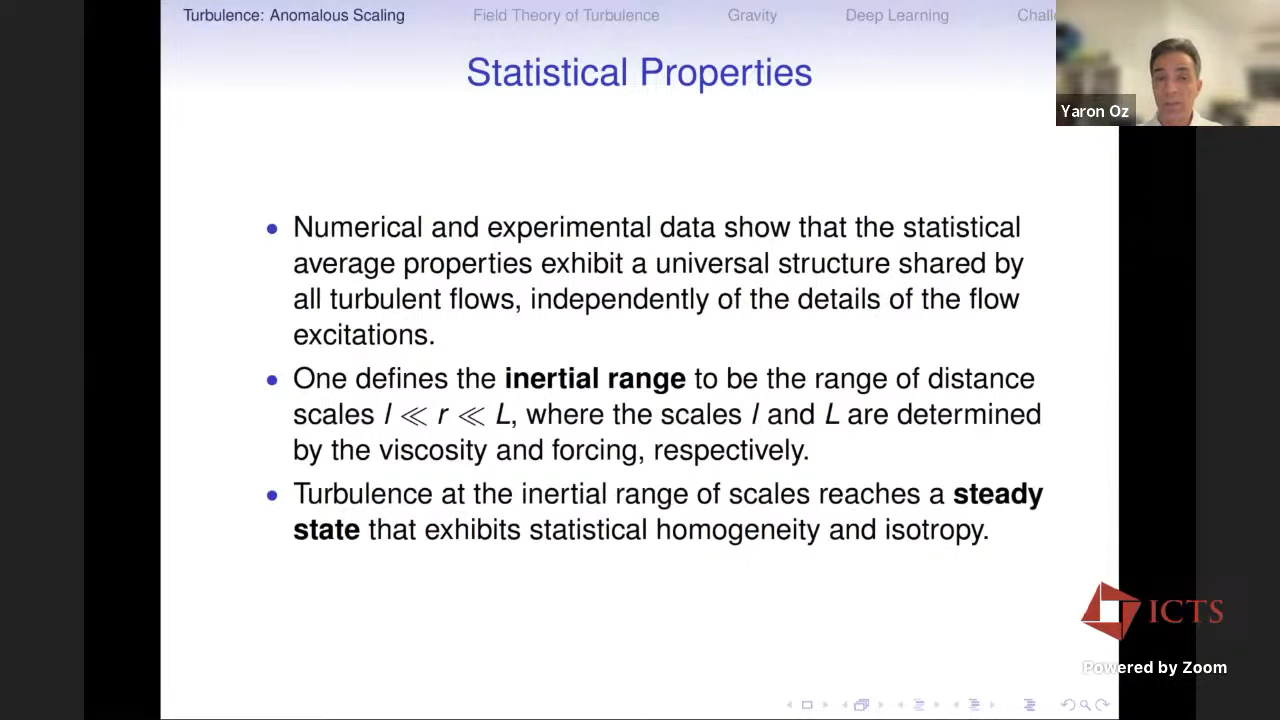 Turbulence: Anomalous Scaling Field Theory of Turbulence Gravity Deep Learning Chall
Statistical Properties
Yaron Oz
• Numerical and experimental data show that the statistical
average properties exhibit a universal structure shared by
all turbulent flows, independently of the details of the flow
excitations.
• One defines the inertial range to be the range of distance
scales l ≪ r ≪ L, where the scales l and L are determined
by the viscosity and forcing, respectively.
• Turbulence at the inertial range of scales reaches a steady
state that exhibits statistical homogeneity and isotropy.
ICTS
Powered by Zoom